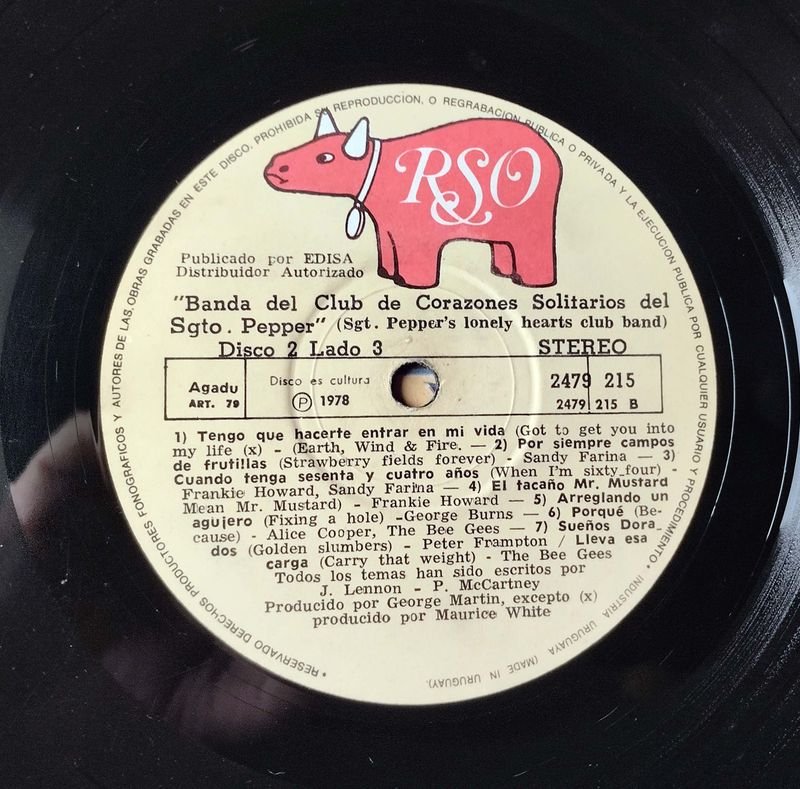 RSO
Publicado por EDISA
Distribuidor Autorizado
"Banda del Club de Corazones Solitarios del
Sgto. Pepper" (Sgt. Pepper's lonely hearts club band)
Disco 2 Lado 3 STEREO
Agadu
ART. 79
Disco es cultura
Ⓟ 1978
2479 215
2479 215 B
1) Tengo que hacerte entrar en mi vida (Got to get you into
my life (x) - (Earth, Wind & Fire. — 2) Por siempre campos
de frutillas (Strawberry fields forever) - Sandy Farina — 3)
Cuando tenga sesenta y cuatro años (When I'm sixty_four) -
Frankie Howard, Sandy Farina — 4) El tacaño Mr. Mustard
Mean Mr. Mustard) - Frankie Howard — 5) Arreglando un
agujero (Fixing a hole) -George Burns — 6) Porqué (Be-
cause) - Alice Cooper, The Bee Gees — 7) Sueños Dora_
dos (Golden slumbers) - Peter Frampton / Lleva esa
carga (Carry that weight) - The Bee Gees
Todos los temas han sido escritos por
J. Lennon - P. McCartney
Producido por George Martin, excepto (x)
producido por Maurice White
• RESERVADO DERECHOS PRODUCTORES FONOGRAFICOS Y AUTORES DE LAS OBRAS GRABADAS EN ESTE DISCO. PROHIBIDA SU REPRODUCCION, O REGRABACION PUBLICA O PRIVADA Y LA EJECUCION PUBLICA POR CUALQUIER USUARIO Y PROCEDIMIENTO • INDUSTRIA URUGUAYA (MADE IN URUGUAY).